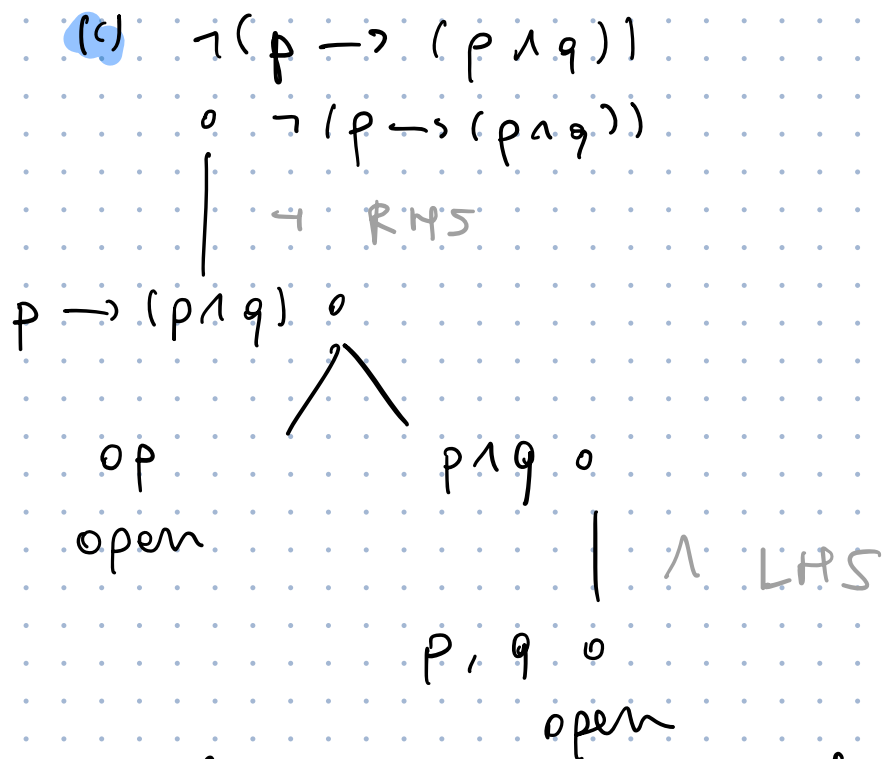 (c) ¬(p → (p ∧ q))
o ¬(p → (p ∧ q))
¬ RHS
p → (p ∧ q) o
o p
p ∧ q o
open
∧ LHS
p, q o
open